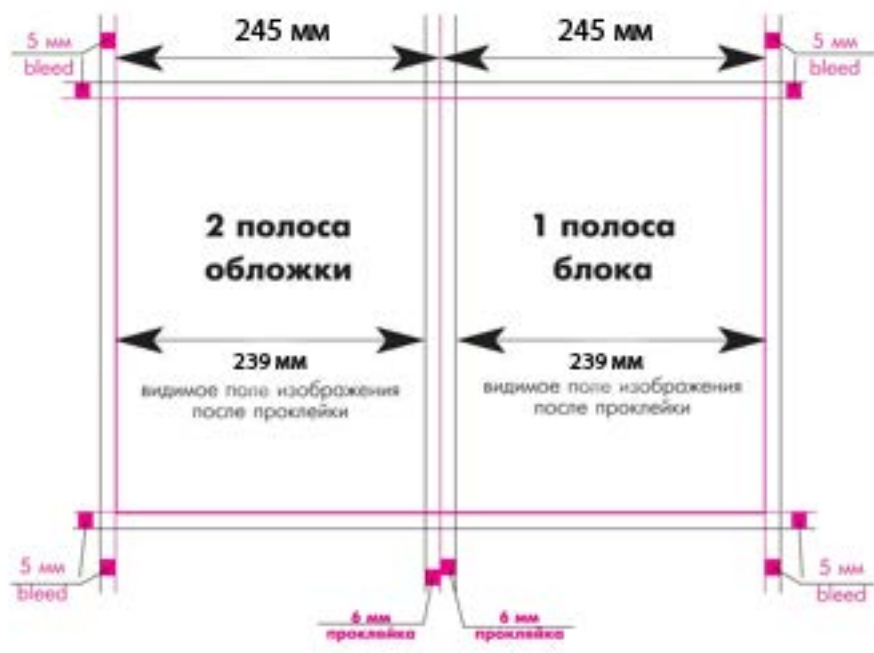 245 мм
245 мм
5 мм
bleed
5 мм
bleed
2 полоса
обложки
1 полоса
блока
239 мм
видимое поле изображения
после проклейки
239 мм
видимое поле изображения
после проклейки
5 мм
bleed
5 мм
bleed
6 мм
проклейка
6 мм
проклейка